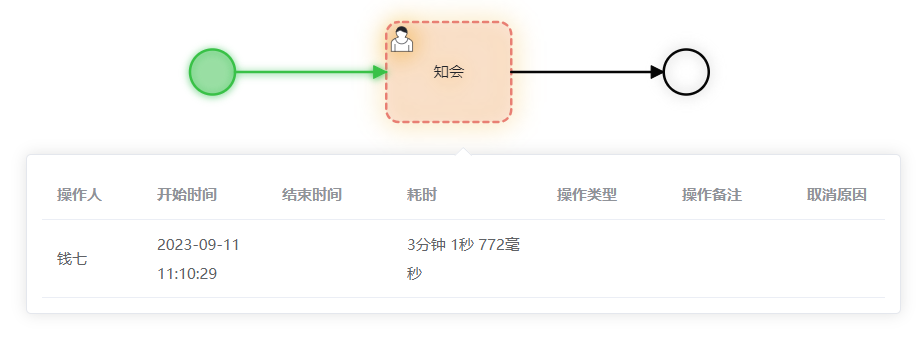 知会
操作人 开始时间 结束时间 耗时 操作类型 操作备注 取消原因
钱七 2023-09-11 11:10:29 3分钟 1秒 772毫秒